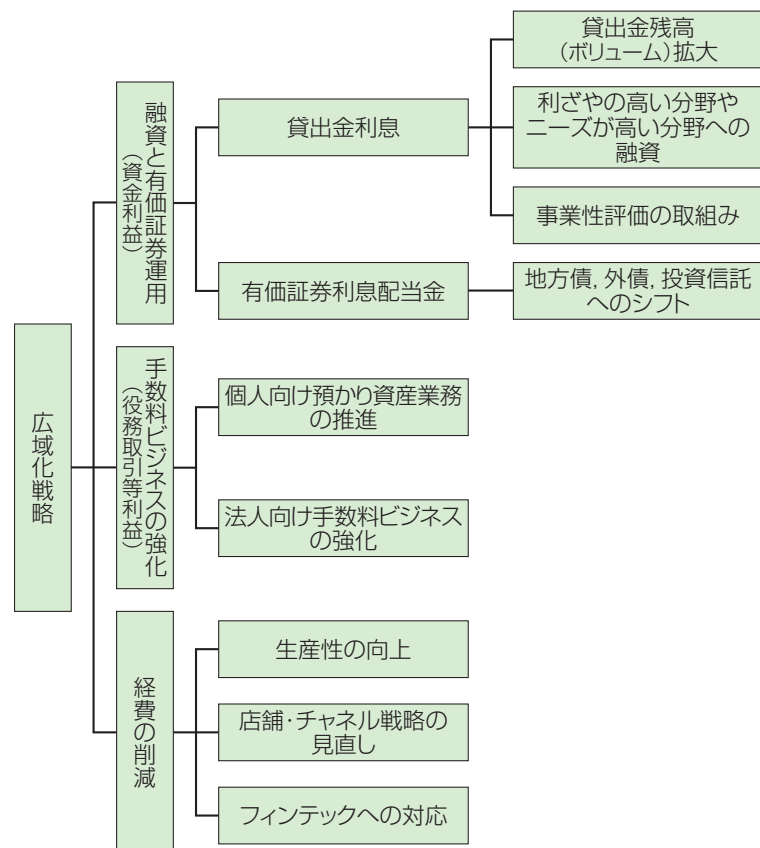 広域化戦略
融資と有価証券運用
（資金利益）
貸出金利息
貸出金残高
（ボリューム）拡大
利ざやの高い分野や
ニーズが高い分野への
融資
事業性評価の取組み
有価証券利息配当金
地方債，外債，投資信託
へのシフト
手数料ビジネスの強化
（役務取引等利益）
個人向け預かり資産業務
の推進
法人向け手数料ビジネス
の強化
経費の削減
生産性の向上
店舗・チャネル戦略の
見直し
フィンテックへの対応